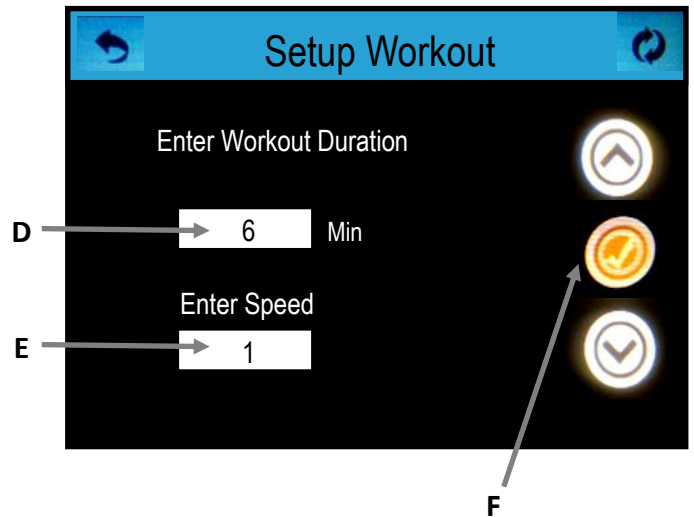 Setup Workout
Enter Workout Duration
D 6 Min
Enter Speed
E 1
F